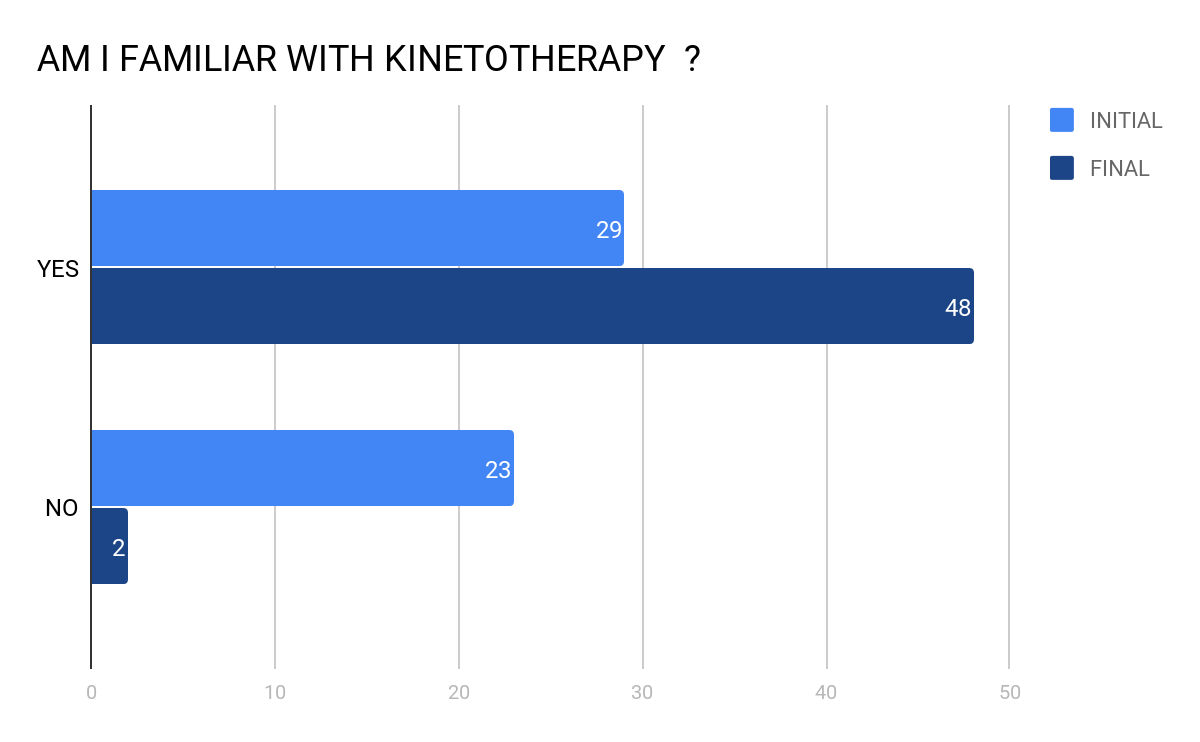 AM I FAMILIAR WITH KINETOTHERAPY  ?
INITIAL
FINAL
YES
29
48
NO
23
2
0 10 20 30 40 50